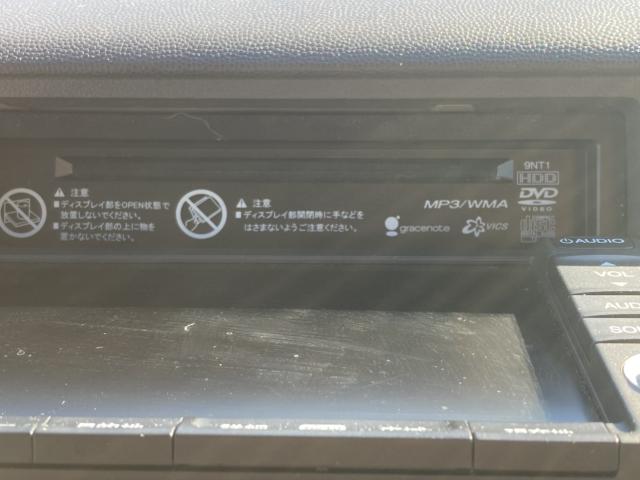 9NT1
HDD
⚠ 注意
■ディスプレイ部をOPEN状態で
放置しないでください。
■ディスプレイ部の上に物を
置かないでください。
⚠ 注意
■ディスプレイ部開閉時に手などを
はさまないようご注意ください。
MP3/WMA
DVD
VIDEO
gracenote
VICS
AUDIO
VOL
AUD